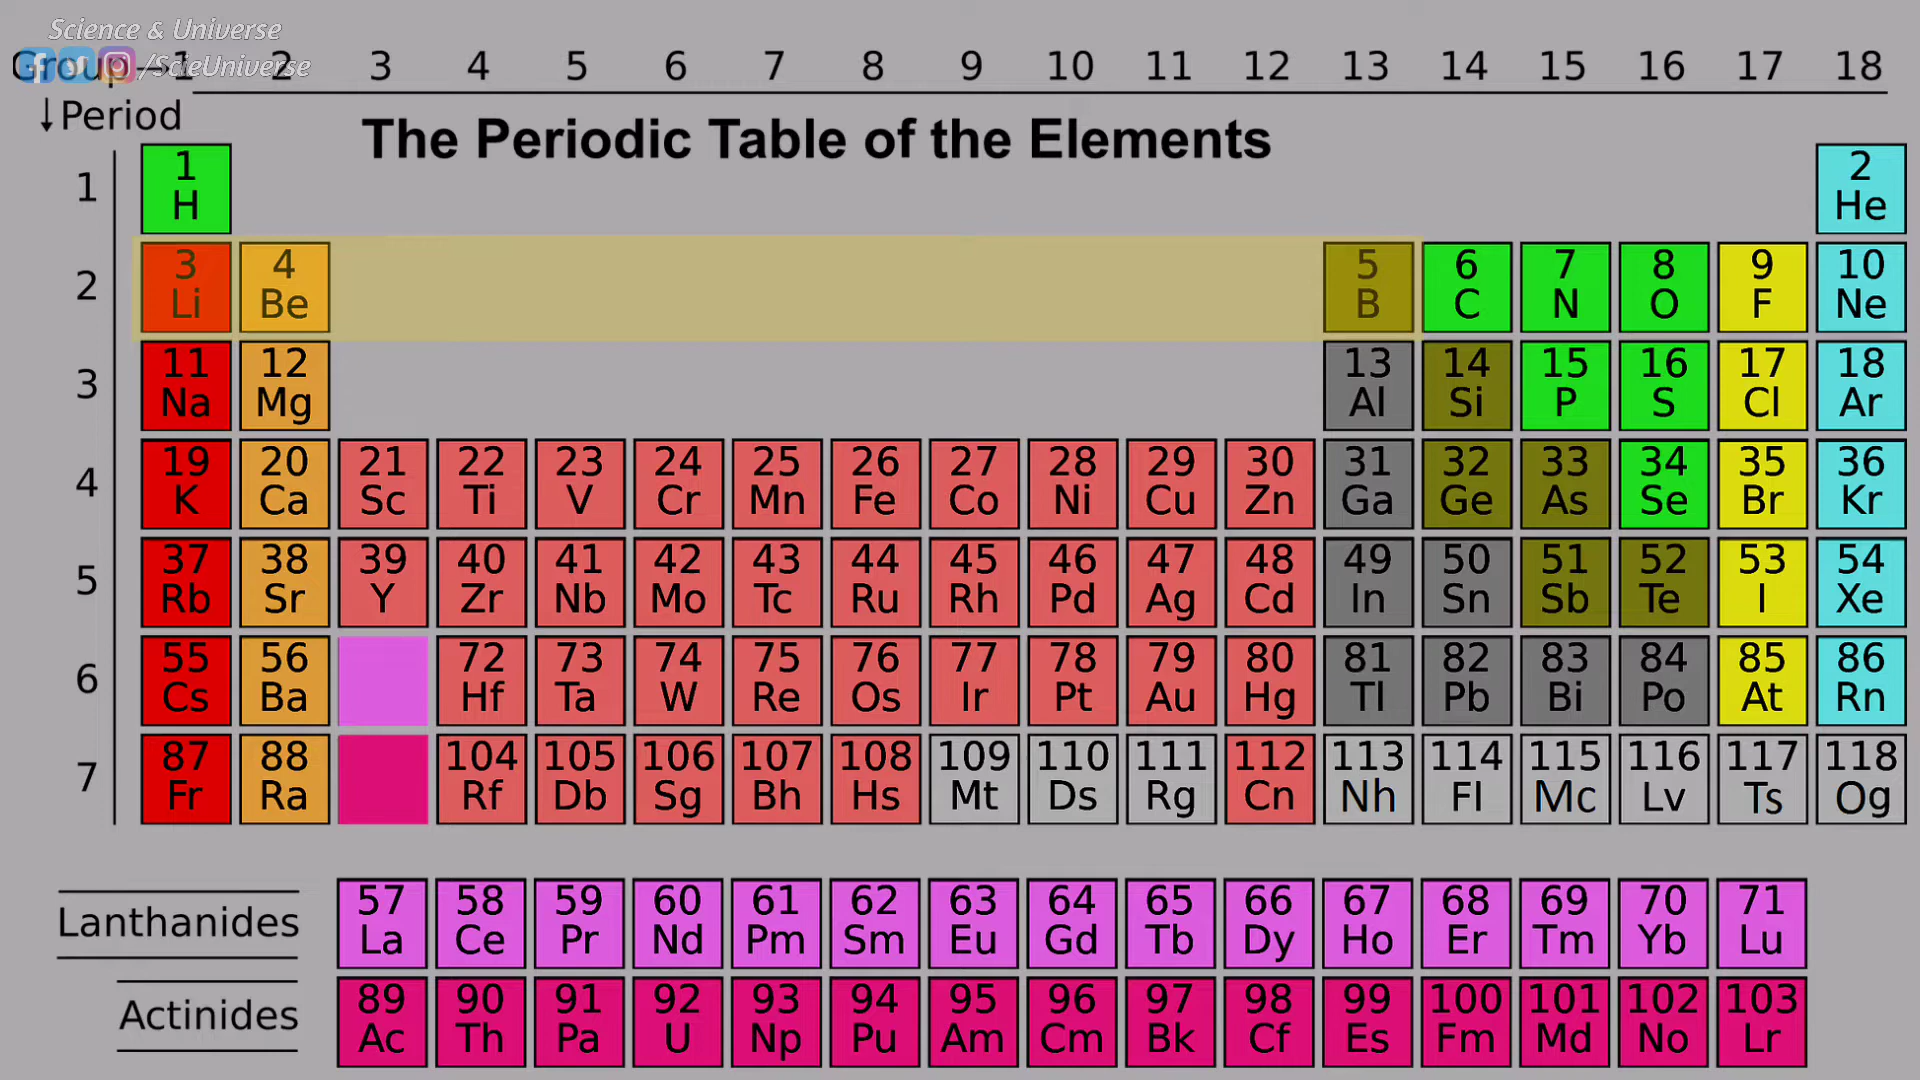 Science & Universe
Group→1 2 3 4 5 6 7 8 9 10 11 12 13 14 15 16 17 18
/ScieUniverse
↓Period
The Periodic Table of the Elements
1 1 2
H He
2 3 4 5 6 7 8 9 10
Li Be B C N O F Ne
3 11 12 13 14 15 16 17 18
Na Mg Al Si P S Cl Ar
4 19 20 21 22 23 24 25 26 27 28 29 30 31 32 33 34 35 36
K Ca Sc Ti V Cr Mn Fe Co Ni Cu Zn Ga Ge As Se Br Kr
5 37 38 39 40 41 42 43 44 45 46 47 48 49 50 51 52 53 54
Rb Sr Y Zr Nb Mo Tc Ru Rh Pd Ag Cd In Sn Sb Te I Xe
6 55 56 72 73 74 75 76 77 78 79 80 81 82 83 84 85 86
Cs Ba Hf Ta W Re Os Ir Pt Au Hg Tl Pb Bi Po At Rn
7 87 88 104 105 106 107 108 109 110 111 112 113 114 115 116 117 118
Fr Ra Rf Db Sg Bh Hs Mt Ds Rg Cn Nh Fl Mc Lv Ts Og
Lanthanides 57 58 59 60 61 62 63 64 65 66 67 68 69 70 71
La Ce Pr Nd Pm Sm Eu Gd Tb Dy Ho Er Tm Yb Lu
Actinides 89 90 91 92 93 94 95 96 97 98 99 100 101 102 103
Ac Th Pa U Np Pu Am Cm Bk Cf Es Fm Md No Lr